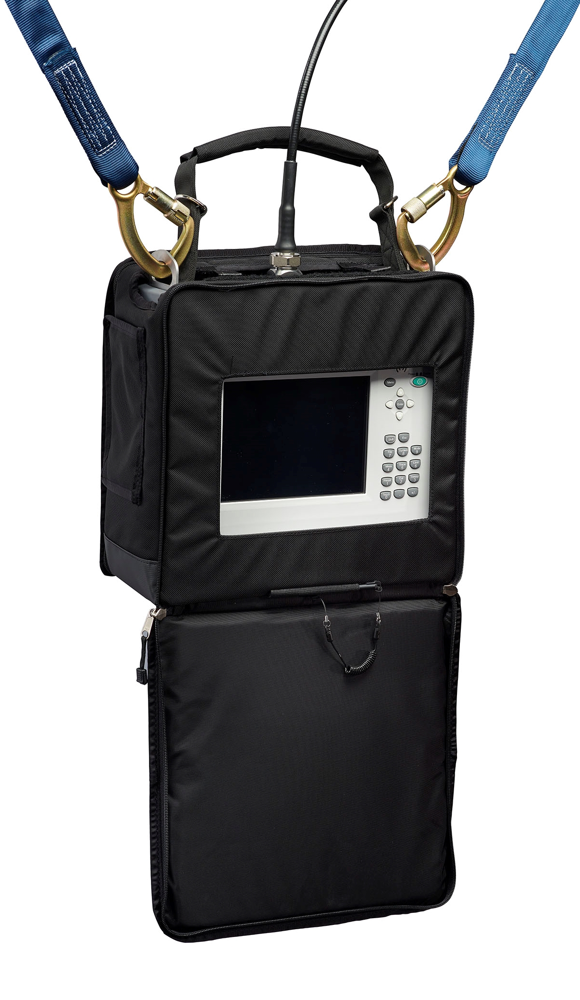 Power
Menu
Enter
Shift
Esc
File
7
System
8
Mode
9
Meas
4
Trace
5
Limit
6
Preset
1
Cal
2
Sweep
3
Touch
0
.
+/-